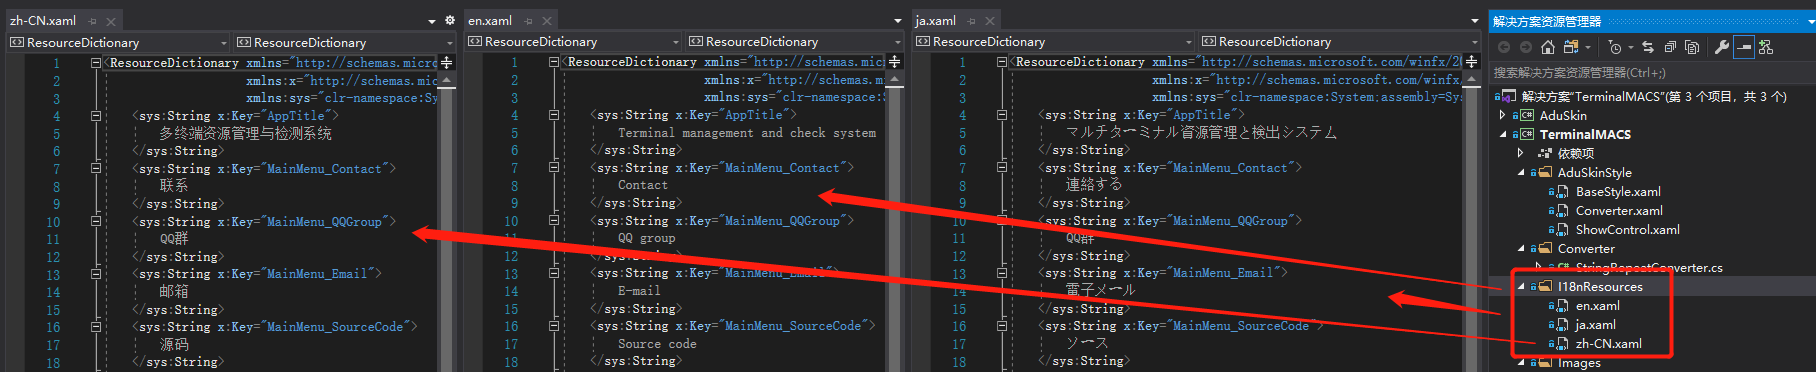 zh-CN.xaml
ResourceDictionary
ResourceDictionary
1 <ResourceDictionary xmlns="http://schemas.micr
2 xmlns:x="http://schemas.mic
3 xmlns:sys="clr-namespace:Sy
4 <sys:String x:Key="AppTitle">
5 多终端资源管理与检测系统
6 </sys:String>
7 <sys:String x:Key="MainMenu_Contact">
8 联系
9 </sys:String>
10 <sys:String x:Key="MainMenu_QQGroup">
11 QQ群
12 </sys:String>
13 <sys:String x:Key="MainMenu_Email">
14 邮箱
15 </sys:String>
16 <sys:String x:Key="MainMenu_SourceCode">
17 源码
18 </sys:String>
en.xaml
ResourceDictionary
ResourceDictionary
1 <ResourceDictionary xmlns="http://schemas.mic
2 xmlns:x="http://schemas.mi
3 xmlns:sys="clr-namespace:S
4 <sys:String x:Key="AppTitle">
5 Terminal management and check system
6 </sys:String>
7 <sys:String x:Key="MainMenu_Contact">
8 Contact
9 </sys:String>
10 <sys:String x:Key="MainMenu_QQGroup">
11 QQ group
12 </sys:String>
13 <sys:String x:Key="MainMenu_Email">
14 E-mail
15 </sys:String>
16 <sys:String x:Key="MainMenu_SourceCode">
17 Source code
18 </sys:String>
ja.xaml
ResourceDictionary
ResourceDictionary
1 <ResourceDictionary xmlns="http://schemas.microsoft.com/winfx/20
2 xmlns:x="http://schemas.microsoft.com/winfx/
3 xmlns:sys="clr-namespace:System;assembly=Sys
4 <sys:String x:Key="AppTitle">
5 マルチターミナル資源管理と検出システム
6 </sys:String>
7 <sys:String x:Key="MainMenu_Contact">
8 連絡する
9 </sys:String>
10 <sys:String x:Key="MainMenu_QQGroup">
11 QQ群
12 </sys:String>
13 <sys:String x:Key="MainMenu_Email">
14 電子メール
15 </sys:String>
16 <sys:String x:Key="MainMenu_SourceCode">
17 ソース
18 </sys:String>
解决方案资源管理器
搜索解决方案资源管理器(Ctrl+;)
解决方案"TerminalMACS"(第 3 个项目，共 3 个)
AduSkin
TerminalMACS
依赖项
AduSkinStyle
BaseStyle.xaml
Converter.xaml
ShowControl.xaml
Converter
StringRepeatConverter.cs
I18nResources
en.xaml
ja.xaml
zh-CN.xaml
Images